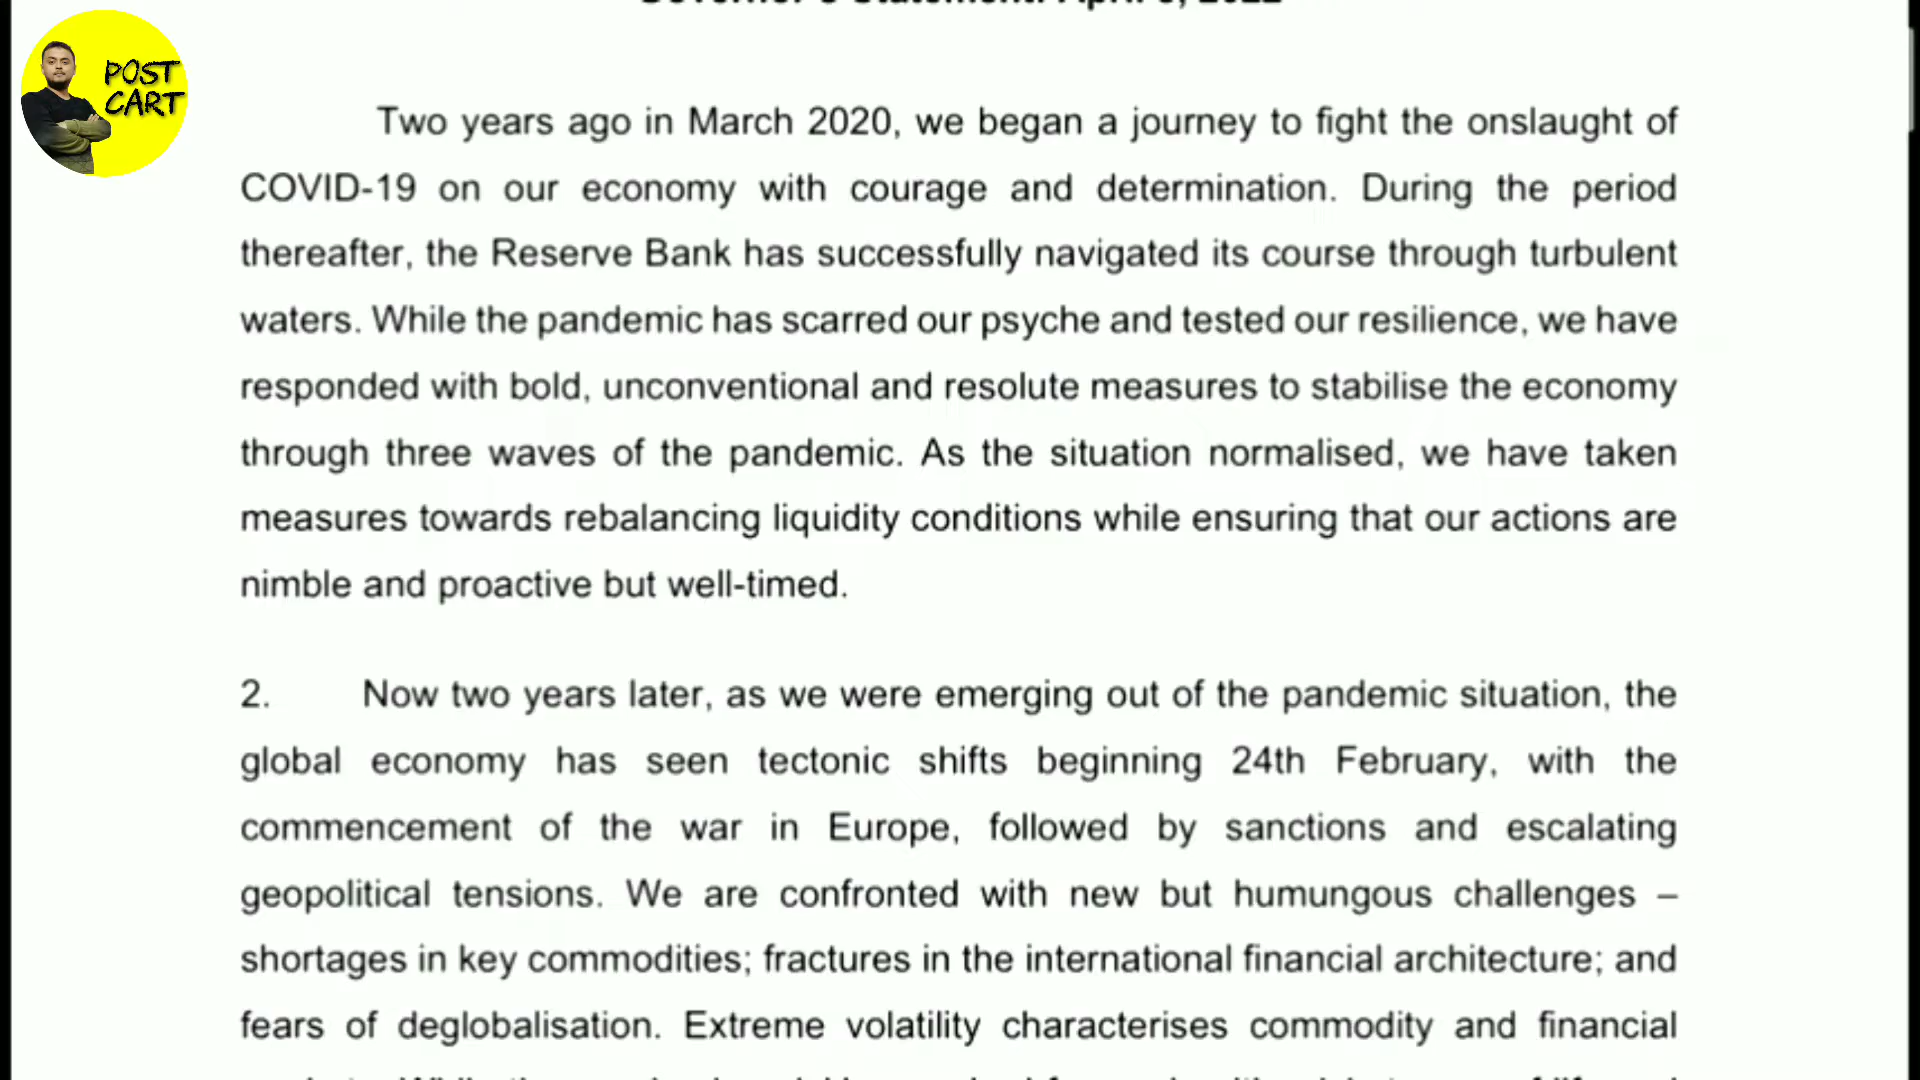 POST
CART
Two years ago in March 2020, we began a journey to fight the onslaught of
COVID-19 on our economy with courage and determination. During the period
thereafter, the Reserve Bank has successfully navigated its course through turbulent
waters. While the pandemic has scarred our psyche and tested our resilience, we have
responded with bold, unconventional and resolute measures to stabilise the economy
through three waves of the pandemic. As the situation normalised, we have taken
measures towards rebalancing liquidity conditions while ensuring that our actions are
nimble and proactive but well-timed.
2. Now two years later, as we were emerging out of the pandemic situation, the
global economy has seen tectonic shifts beginning 24th February, with the
commencement of the war in Europe, followed by sanctions and escalating
geopolitical tensions. We are confronted with new but humungous challenges –
shortages in key commodities; fractures in the international financial architecture; and
fears of deglobalisation. Extreme volatility characterises commodity and financial